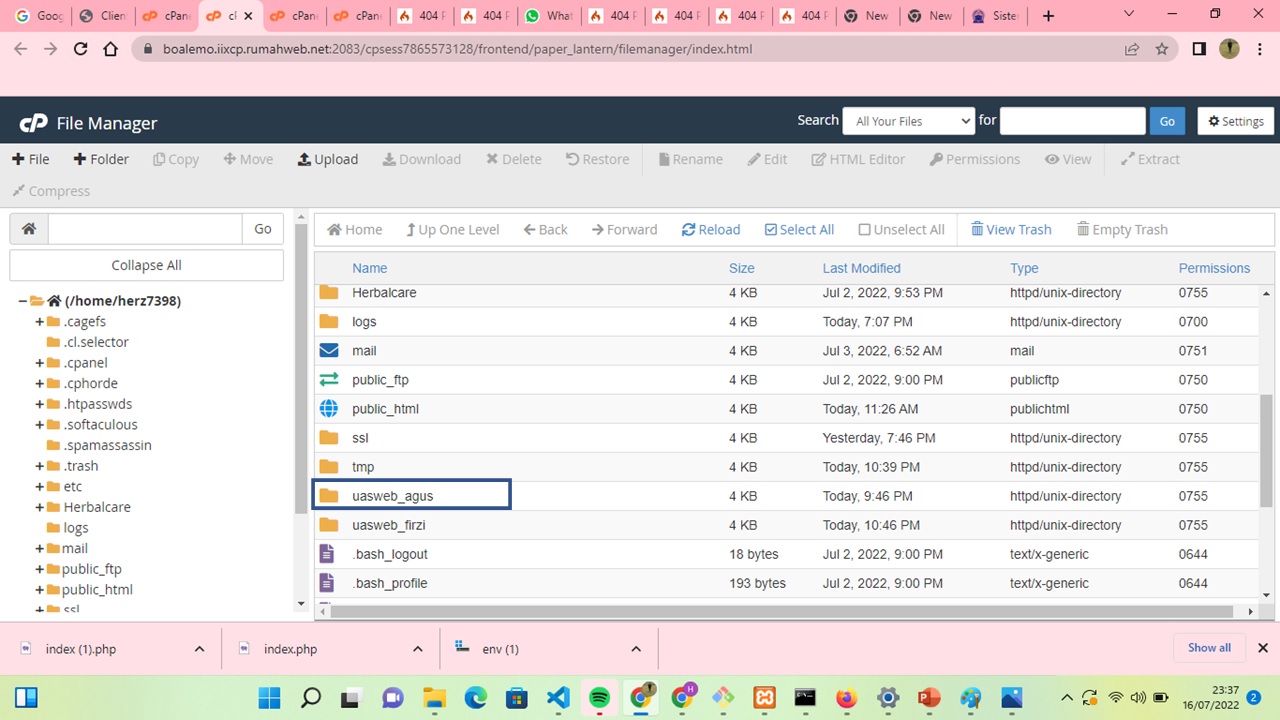 Goog
Clien
cPane
cl
cPane
cPane
404 P
404 P
What
404 P
404 P
404 P
404 P
New
New
Siste
boalemo.iixcp.rumahweb.net:2083/cpsess7865573128/frontend/paper_lantern/filemanager/index.html
cP File Manager
Search All Your Files for Go Settings
File Folder Copy Move Upload Download Delete Restore Rename Edit HTML Editor Permissions View Extract
Compress
Go
Collapse All
(/home/herz7398)
.cagefs
.cl.selector
.cpanel
.cphorde
.htpasswds
.softaculous
.spamassassin
.trash
etc
Herbalcare
logs
mail
public_ftp
public_html
ssl
Home Up One Level Back Forward Reload Select All Unselect All View Trash Empty Trash
Name Size Last Modified Type Permissions
Herbalcare 4 KB Jul 2, 2022, 9:53 PM httpd/unix-directory 0755
logs 4 KB Today, 7:07 PM httpd/unix-directory 0700
mail 4 KB Jul 3, 2022, 6:52 AM mail 0751
public_ftp 4 KB Jul 2, 2022, 9:00 PM publicftp 0750
public_html 4 KB Today, 11:26 AM publichtml 0750
ssl 4 KB Yesterday, 7:46 PM httpd/unix-directory 0755
tmp 4 KB Today, 10:39 PM httpd/unix-directory 0755
uasweb_agus 4 KB Today, 9:46 PM httpd/unix-directory 0755
uasweb_firzi 4 KB Today, 10:46 PM httpd/unix-directory 0755
.bash_logout 18 bytes Jul 2, 2022, 9:00 PM text/x-generic 0644
.bash_profile 193 bytes Jul 2, 2022, 9:00 PM text/x-generic 0644
index (1).php
index.php
env (1)
Show all
23:37
16/07/2022
2